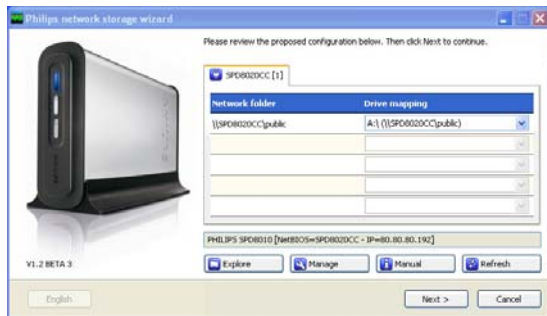 Philips network storage wizard
Please review the proposed configuration below. Then click Next to continue.
SPD8020CC [1]
Network folder Drive mapping
\\SPD8020CC\public A:\ (\\SPD8020CC\public)
PHILIPS SPD8010 [NetBIOS=SPD8020CC - IP=80.80.80.192]
V1.2 BETA 3
Explore Manage Manual Refresh
English Next > Cancel